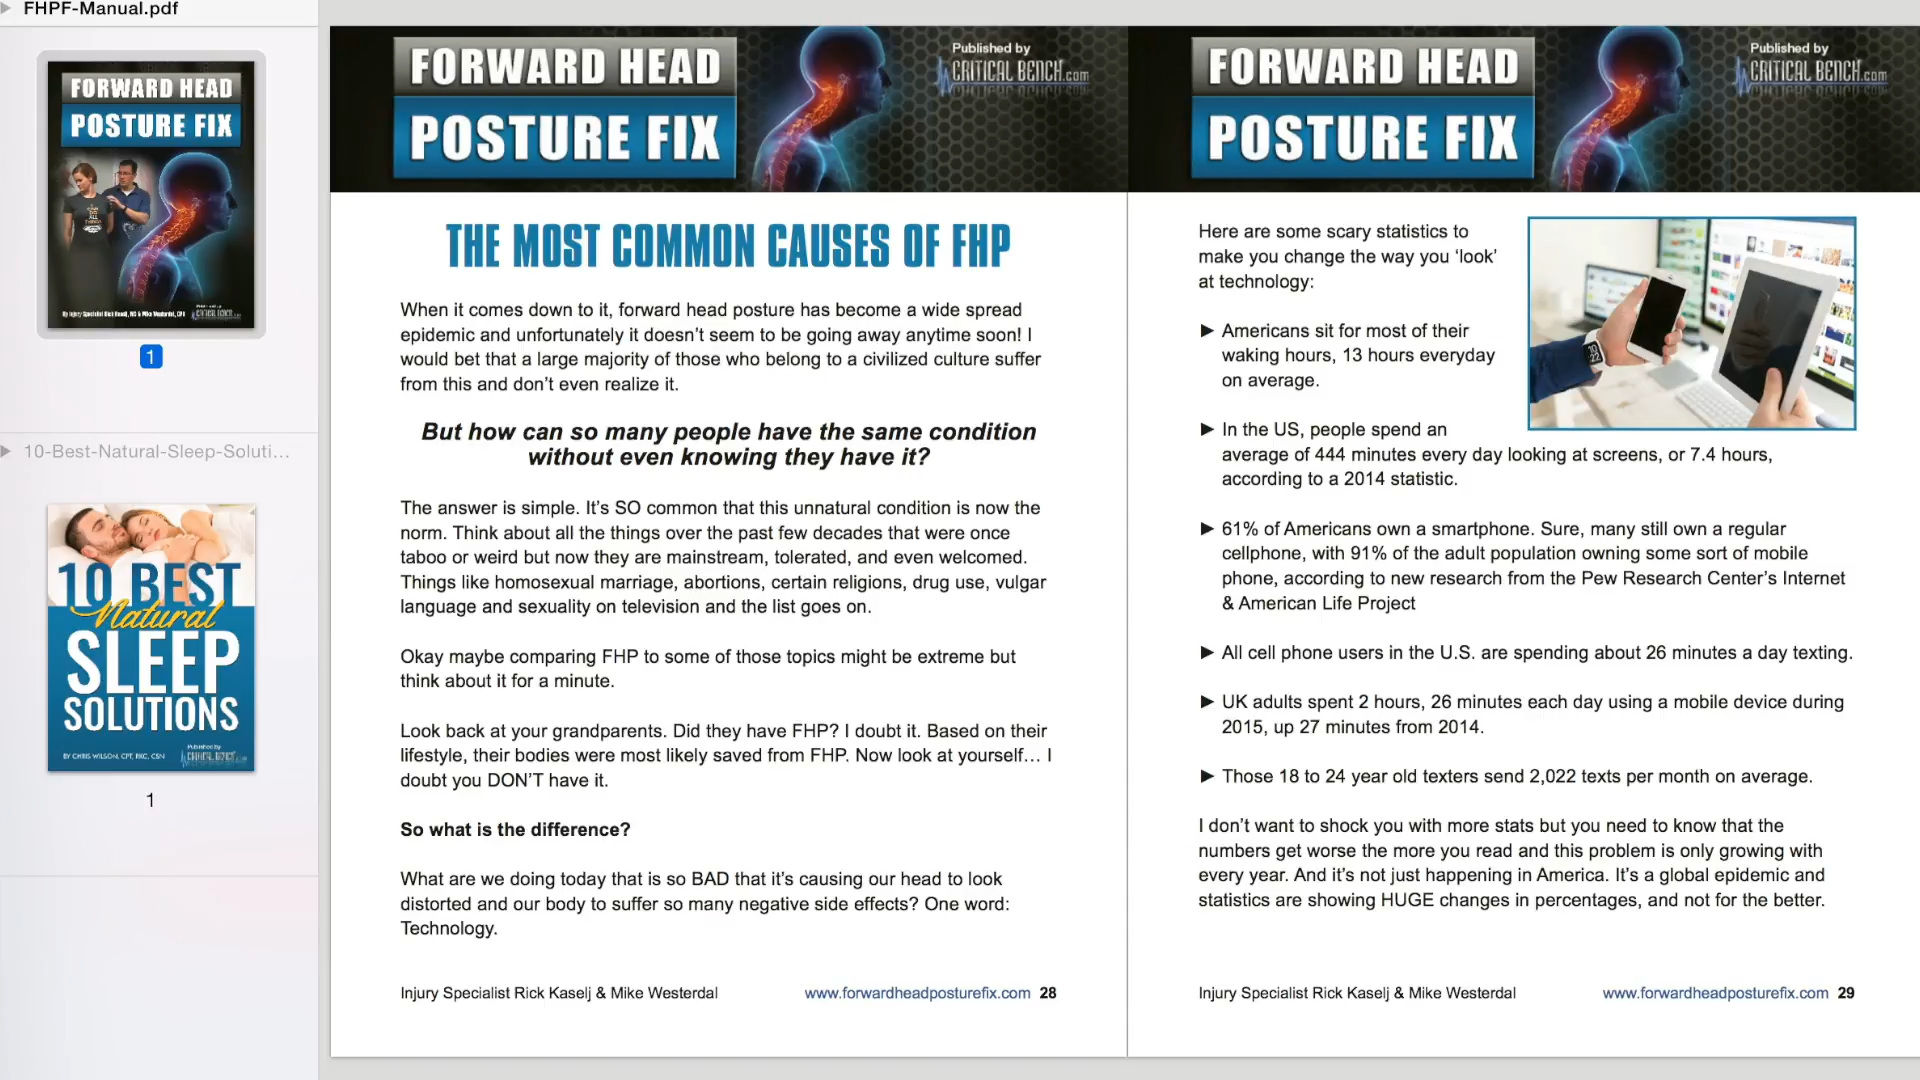 FHPF-Manual.pdf
FORWARD HEAD
POSTURE FIX
By Injury Specialist Rick Kaselj, MS & Mike Westerdal, CPT
1
10-Best-Natural-Sleep-Soluti...
10 BEST
Natural
SLEEP
SOLUTIONS
BY CHRIS WILSON, CPT, RKC, CSN
Published by
CRITICAL BENCH
1
FORWARD HEAD
POSTURE FIX
Published by
CRITICAL BENCH.com
THE MOST COMMON CAUSES OF FHP
When it comes down to it, forward head posture has become a wide spread
epidemic and unfortunately it doesn’t seem to be going away anytime soon! I
would bet that a large majority of those who belong to a civilized culture suffer
from this and don’t even realize it.
But how can so many people have the same condition
without even knowing they have it?
The answer is simple. It’s SO common that this unnatural condition is now the
norm. Think about all the things over the past few decades that were once
taboo or weird but now they are mainstream, tolerated, and even welcomed.
Things like homosexual marriage, abortions, certain religions, drug use, vulgar
language and sexuality on television and the list goes on.
Okay maybe comparing FHP to some of those topics might be extreme but
think about it for a minute.
Look back at your grandparents. Did they have FHP? I doubt it. Based on their
lifestyle, their bodies were most likely saved from FHP. Now look at yourself… I
doubt you DON’T have it.
So what is the difference?
What are we doing today that is so BAD that it’s causing our head to look
distorted and our body to suffer so many negative side effects? One word:
Technology.
Injury Specialist Rick Kaselj & Mike Westerdal www.forwardheadposturefix.com 28
FORWARD HEAD
POSTURE FIX
Published by
CRITICAL BENCH.com
Here are some scary statistics to
make you change the way you ‘look’
at technology:
► Americans sit for most of their
waking hours, 13 hours everyday
on average.
► In the US, people spend an
average of 444 minutes every day looking at screens, or 7.4 hours,
according to a 2014 statistic.
► 61% of Americans own a smartphone. Sure, many still own a regular
cellphone, with 91% of the adult population owning some sort of mobile
phone, according to new research from the Pew Research Center’s Internet
& American Life Project
► All cell phone users in the U.S. are spending about 26 minutes a day texting.
► UK adults spent 2 hours, 26 minutes each day using a mobile device during
2015, up 27 minutes from 2014.
► Those 18 to 24 year old texters send 2,022 texts per month on average.
I don’t want to shock you with more stats but you need to know that the
numbers get worse the more you read and this problem is only growing with
every year. And it’s not just happening in America. It’s a global epidemic and
statistics are showing HUGE changes in percentages, and not for the better.
Injury Specialist Rick Kaselj & Mike Westerdal www.forwardheadposturefix.com 29